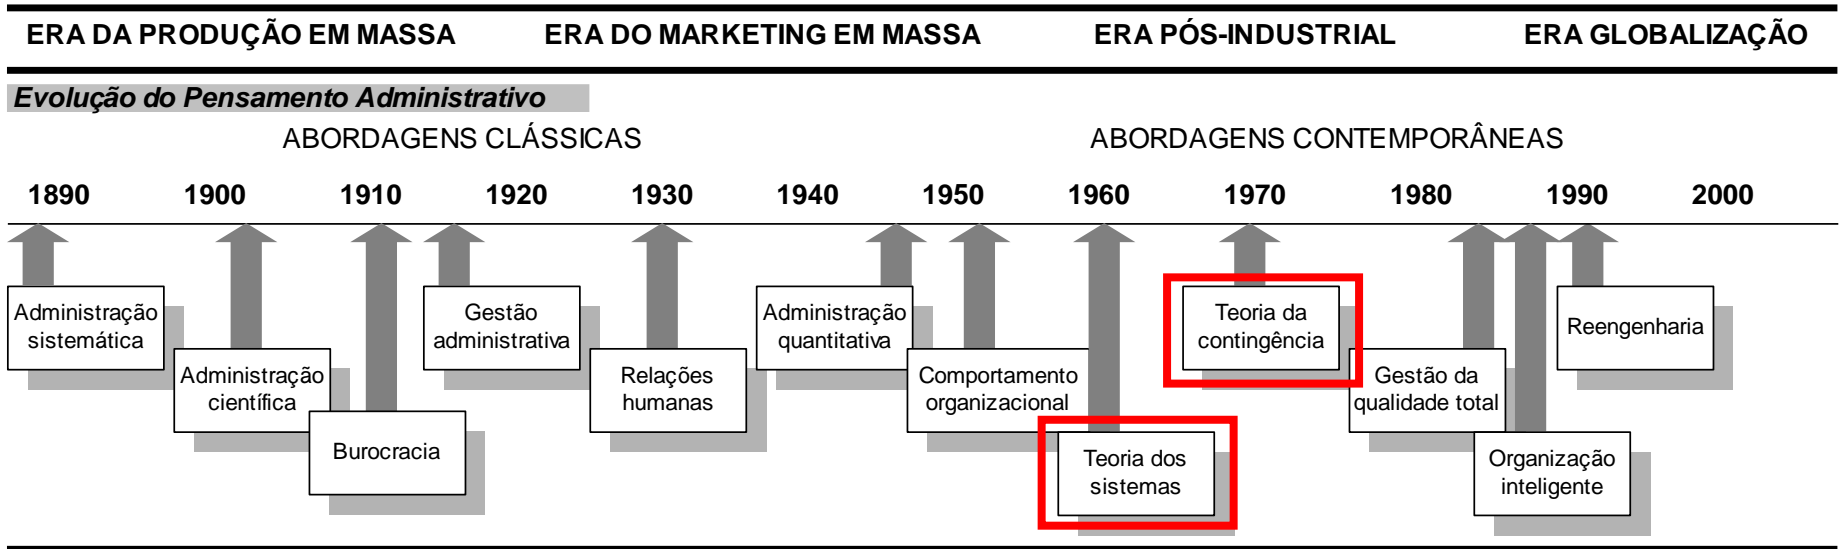 ERA DA PRODUÇÃO EM MASSA ERA DO MARKETING EM MASSA ERA PÓS-INDUSTRIAL ERA GLOBALIZAÇÃO
Evolução do Pensamento Administrativo
ABORDAGENS CLÁSSICAS ABORDAGENS CONTEMPORÂNEAS
1890 1900 1910 1920 1930 1940 1950 1960 1970 1980 1990 2000
Administração
sistemática
Administração
científica
Burocracia
Gestão
administrativa
Relações
humanas
Administração
quantitativa
Comportamento
organizacional
Teoria dos
sistemas
Teoria da
contingência
Gestão da
qualidade total
Organização
inteligente
Reengenharia